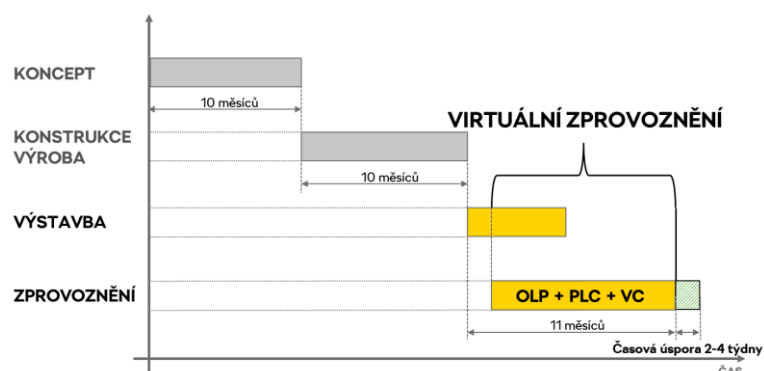 KONCEPT
10 měsíců
VIRTUÁLNÍ ZPROVOZNĚNÍ
KONSTRUKCE
VÝROBA
10 měsíců
VÝSTAVBA
ZPROVOZNĚNÍ
OLP + PLC + VC
11 měsíců
Časová úspora 2-4 týdny
ČAS